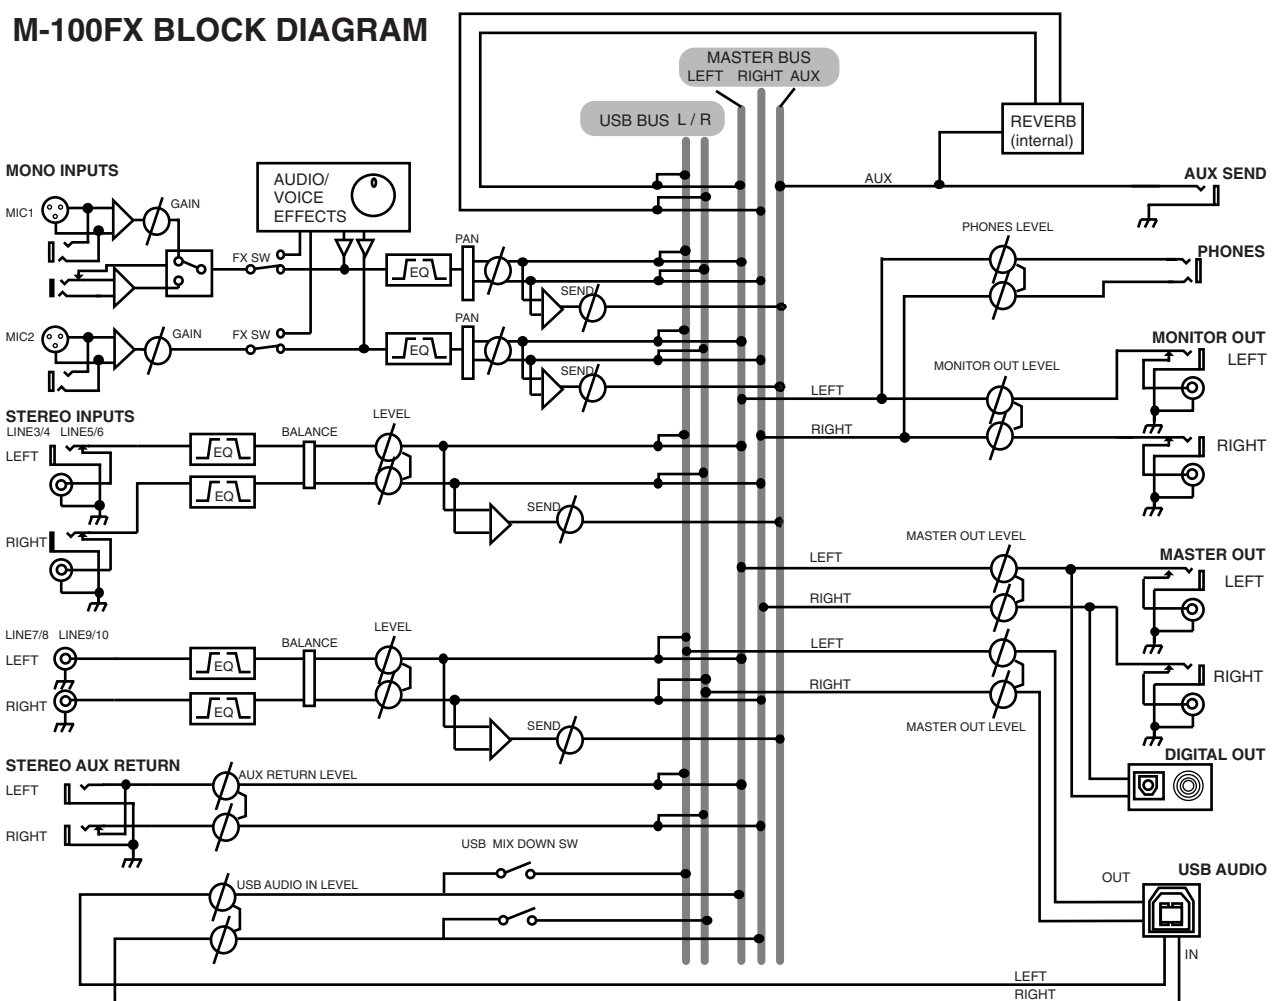 M-100FX BLOCK DIAGRAM
MASTER BUS
LEFT RIGHT AUX
USB BUS L / R
REVERB
(internal)
MONO INPUTS
AUDIO/
VOICE
EFFECTS
MIC1
GAIN
FX SW
EQ
PAN
SEND
MIC2
GAIN
FX SW
EQ
PAN
SEND
STEREO INPUTS
LINE3/4 LINE5/6
LEFT
RIGHT
EQ
EQ
BALANCE
LEVEL
SEND
LINE7/8 LINE9/10
LEFT
RIGHT
EQ
EQ
BALANCE
LEVEL
SEND
STEREO AUX RETURN
LEFT
RIGHT
AUX RETURN LEVEL
USB MIX DOWN SW
USB AUDIO IN LEVEL
AUX
AUX SEND
PHONES LEVEL
PHONES
MONITOR OUT
LEFT
MONITOR OUT LEVEL
LEFT
RIGHT
RIGHT
MASTER OUT LEVEL
MASTER OUT
LEFT
LEFT
RIGHT
LEFT
RIGHT
RIGHT
MASTER OUT LEVEL
DIGITAL OUT
USB AUDIO
OUT
IN
LEFT
RIGHT